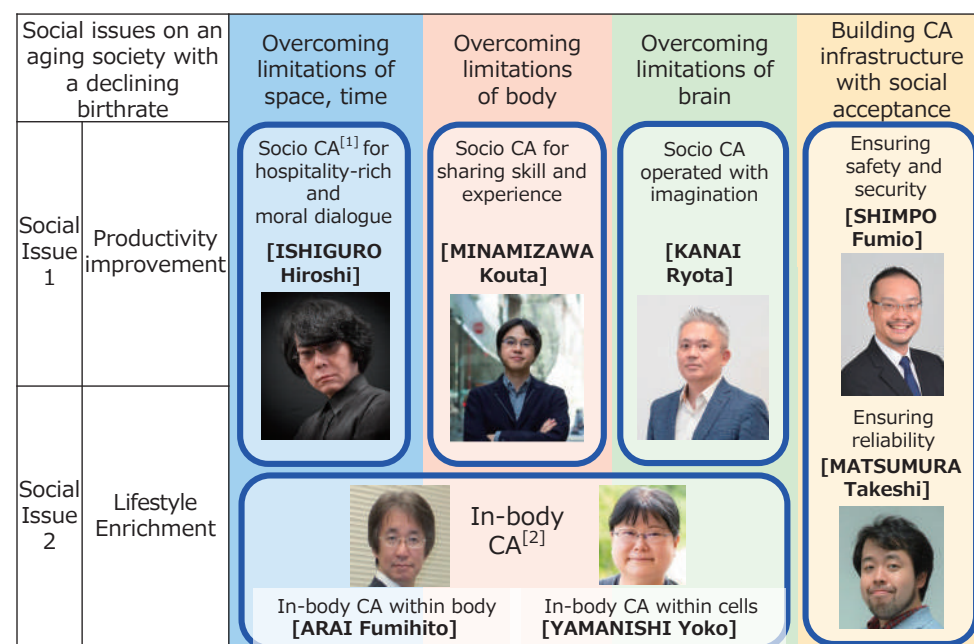 Social issues on an
aging society with
a declining
birthrate
Overcoming
limitations of
space, time
Overcoming
limitations
of body
Overcoming
limitations of
brain
Building CA
infrastructure
with social
acceptance
Social
Issue
1
Productivity
improvement
Socio CA[1] for
hospitality-rich
and
moral dialogue
[ISHIGURO
Hiroshi]
Socio CA for
sharing skill and
experience
[MINAMIZAWA
Kouta]
Socio CA
operated with
imagination
[KANAI
Ryota]
Ensuring
safety and
security
[SHIMPO
Fumio]
Ensuring
reliability
[MATSUMURA
Takeshi]
Social
Issue
2
Lifestyle
Enrichment
In-body
CA[2]
In-body CA within body
[ARAI Fumihito]
In-body CA within cells
[YAMANISHI Yoko]